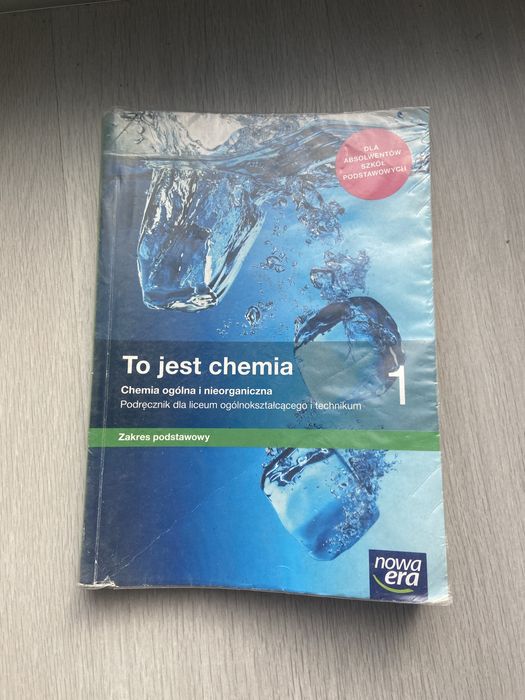 DLA
ABSOLWENTÓW
SZKÓŁ
PODSTAWOWYCH
To jest chemia
1
Chemia ogólna i nieorganiczna
Podręcznik dla liceum ogólnokształcącego i technikum
Zakres podstawowy
nowa
era